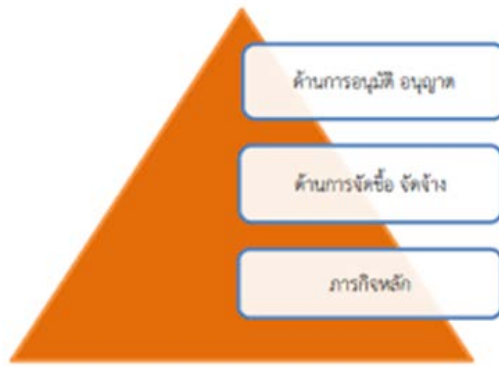 ด้านการอนุมัติ อนุญาต
ด้านการจัดซื้อ จัดจ้าง
ภารกิจหลัก